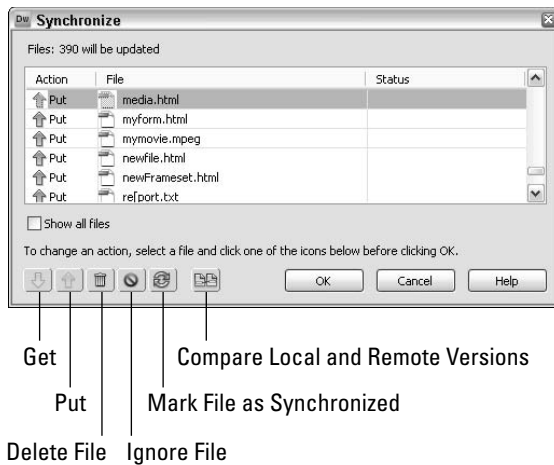 Dw Synchronize
Files: 390 will be updated
Action File Status
Put media.html
Put myform.html
Put mymovie.mpeg
Put newfile.html
Put newFrameset.html
Put re[port.txt
Show all files
To change an action, select a file and click one of the icons below before clicking OK.
OK Cancel Help
Get Compare Local and Remote Versions
Put Mark File as Synchronized
Delete File Ignore File